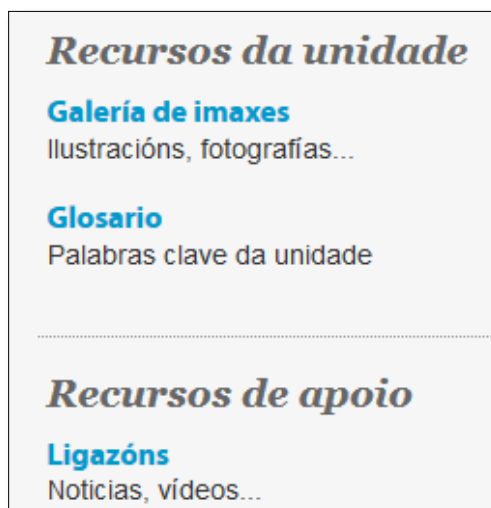 Recursos da unidade
Galería de imaxes
Ilustracións, fotografías...
Glosario
Palabras clave da unidade
Recursos de apoio
Ligazóns
Noticias, vídeos...